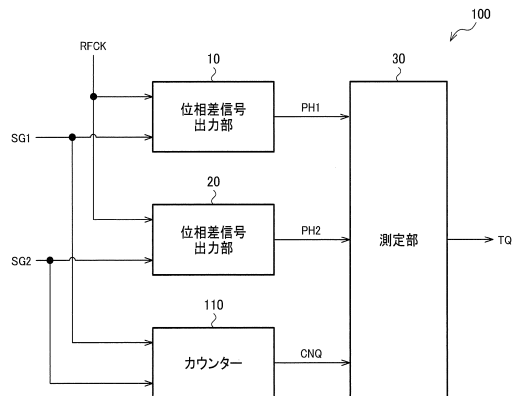 100
RFCK
10
30
位相差信号
出力部
PH1
SG1
20
位相差信号
出力部
PH2
測定部
TQ
SG2
110
カウンター
CNQ